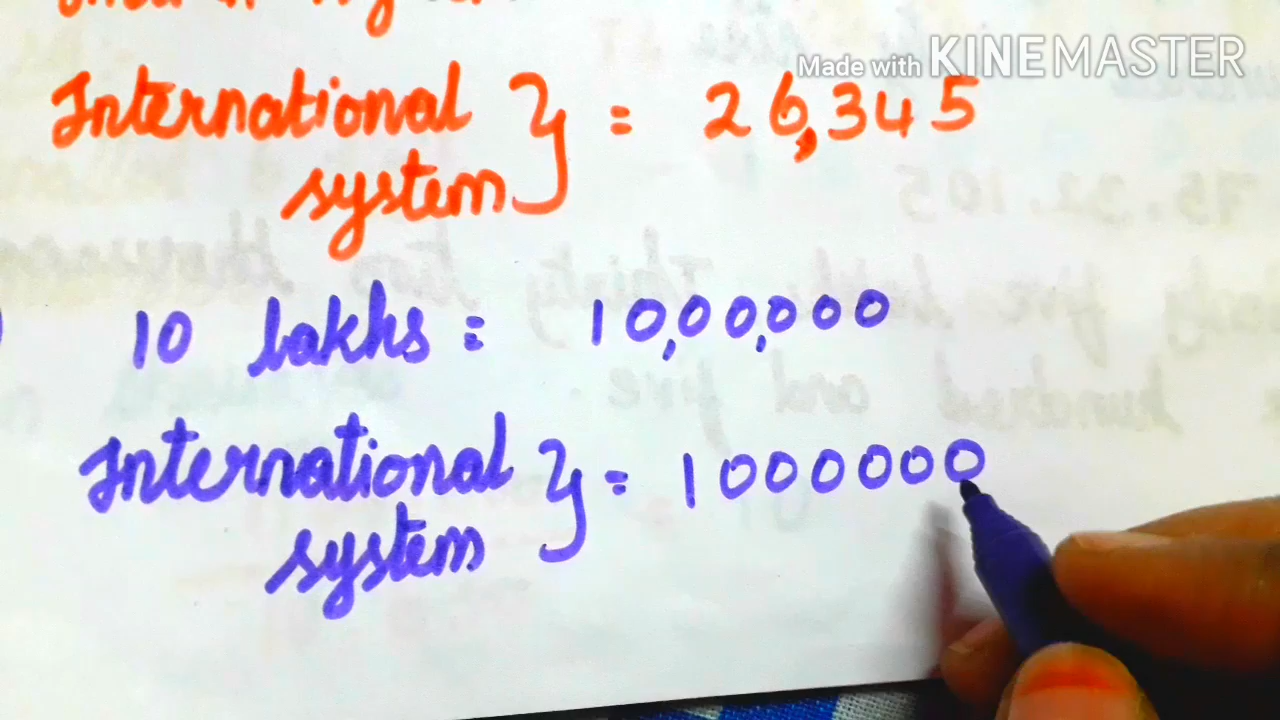 Made with KINEMASTER
International } = 26,345
system
10 lakhs = 10,00,000
International } = 1000000
system